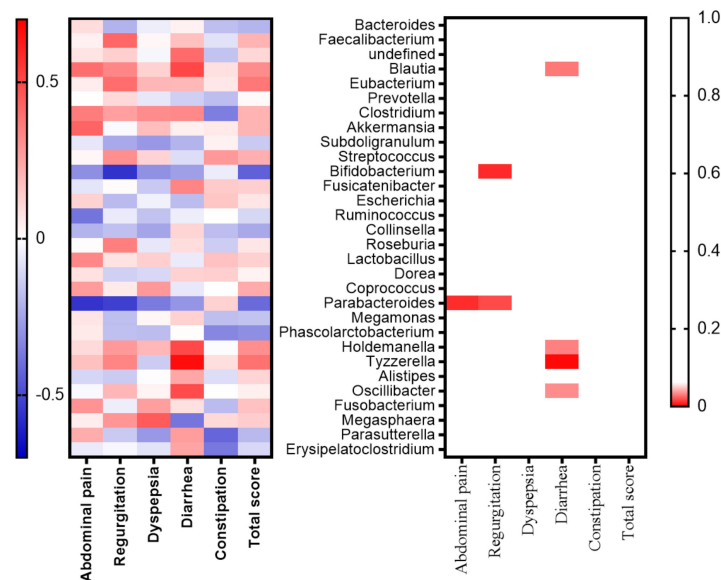 0.5
0
-0.5
Abdominal pain
Regurgitation
Dyspepsia
Diarrhea
Constipation
Total score
Bacteroides
Faecalibacterium
undefined
Blautia
Eubacterium
Prevotella
Clostridium
Akkermansia
Subdoligranulum
Streptococcus
Bifidobacterium
Fusicatenibacter
Escherichia
Ruminococcus
Collinsella
Roseburia
Lactobacillus
Dorea
Coprococcus
Parabacteroides
Megamonas
Phascolarctobacterium
Holdemanella
Tyzzerella
Alistipes
Oscillibacter
Fusobacterium
Megasphaera
Parasutterella
Erysipelatoclostridium
Abdominal pain
Regurgitation
Dyspepsia
Diarrhea
Constipation
Total score
1.0
0.8
0.6
0.4
0.2
0